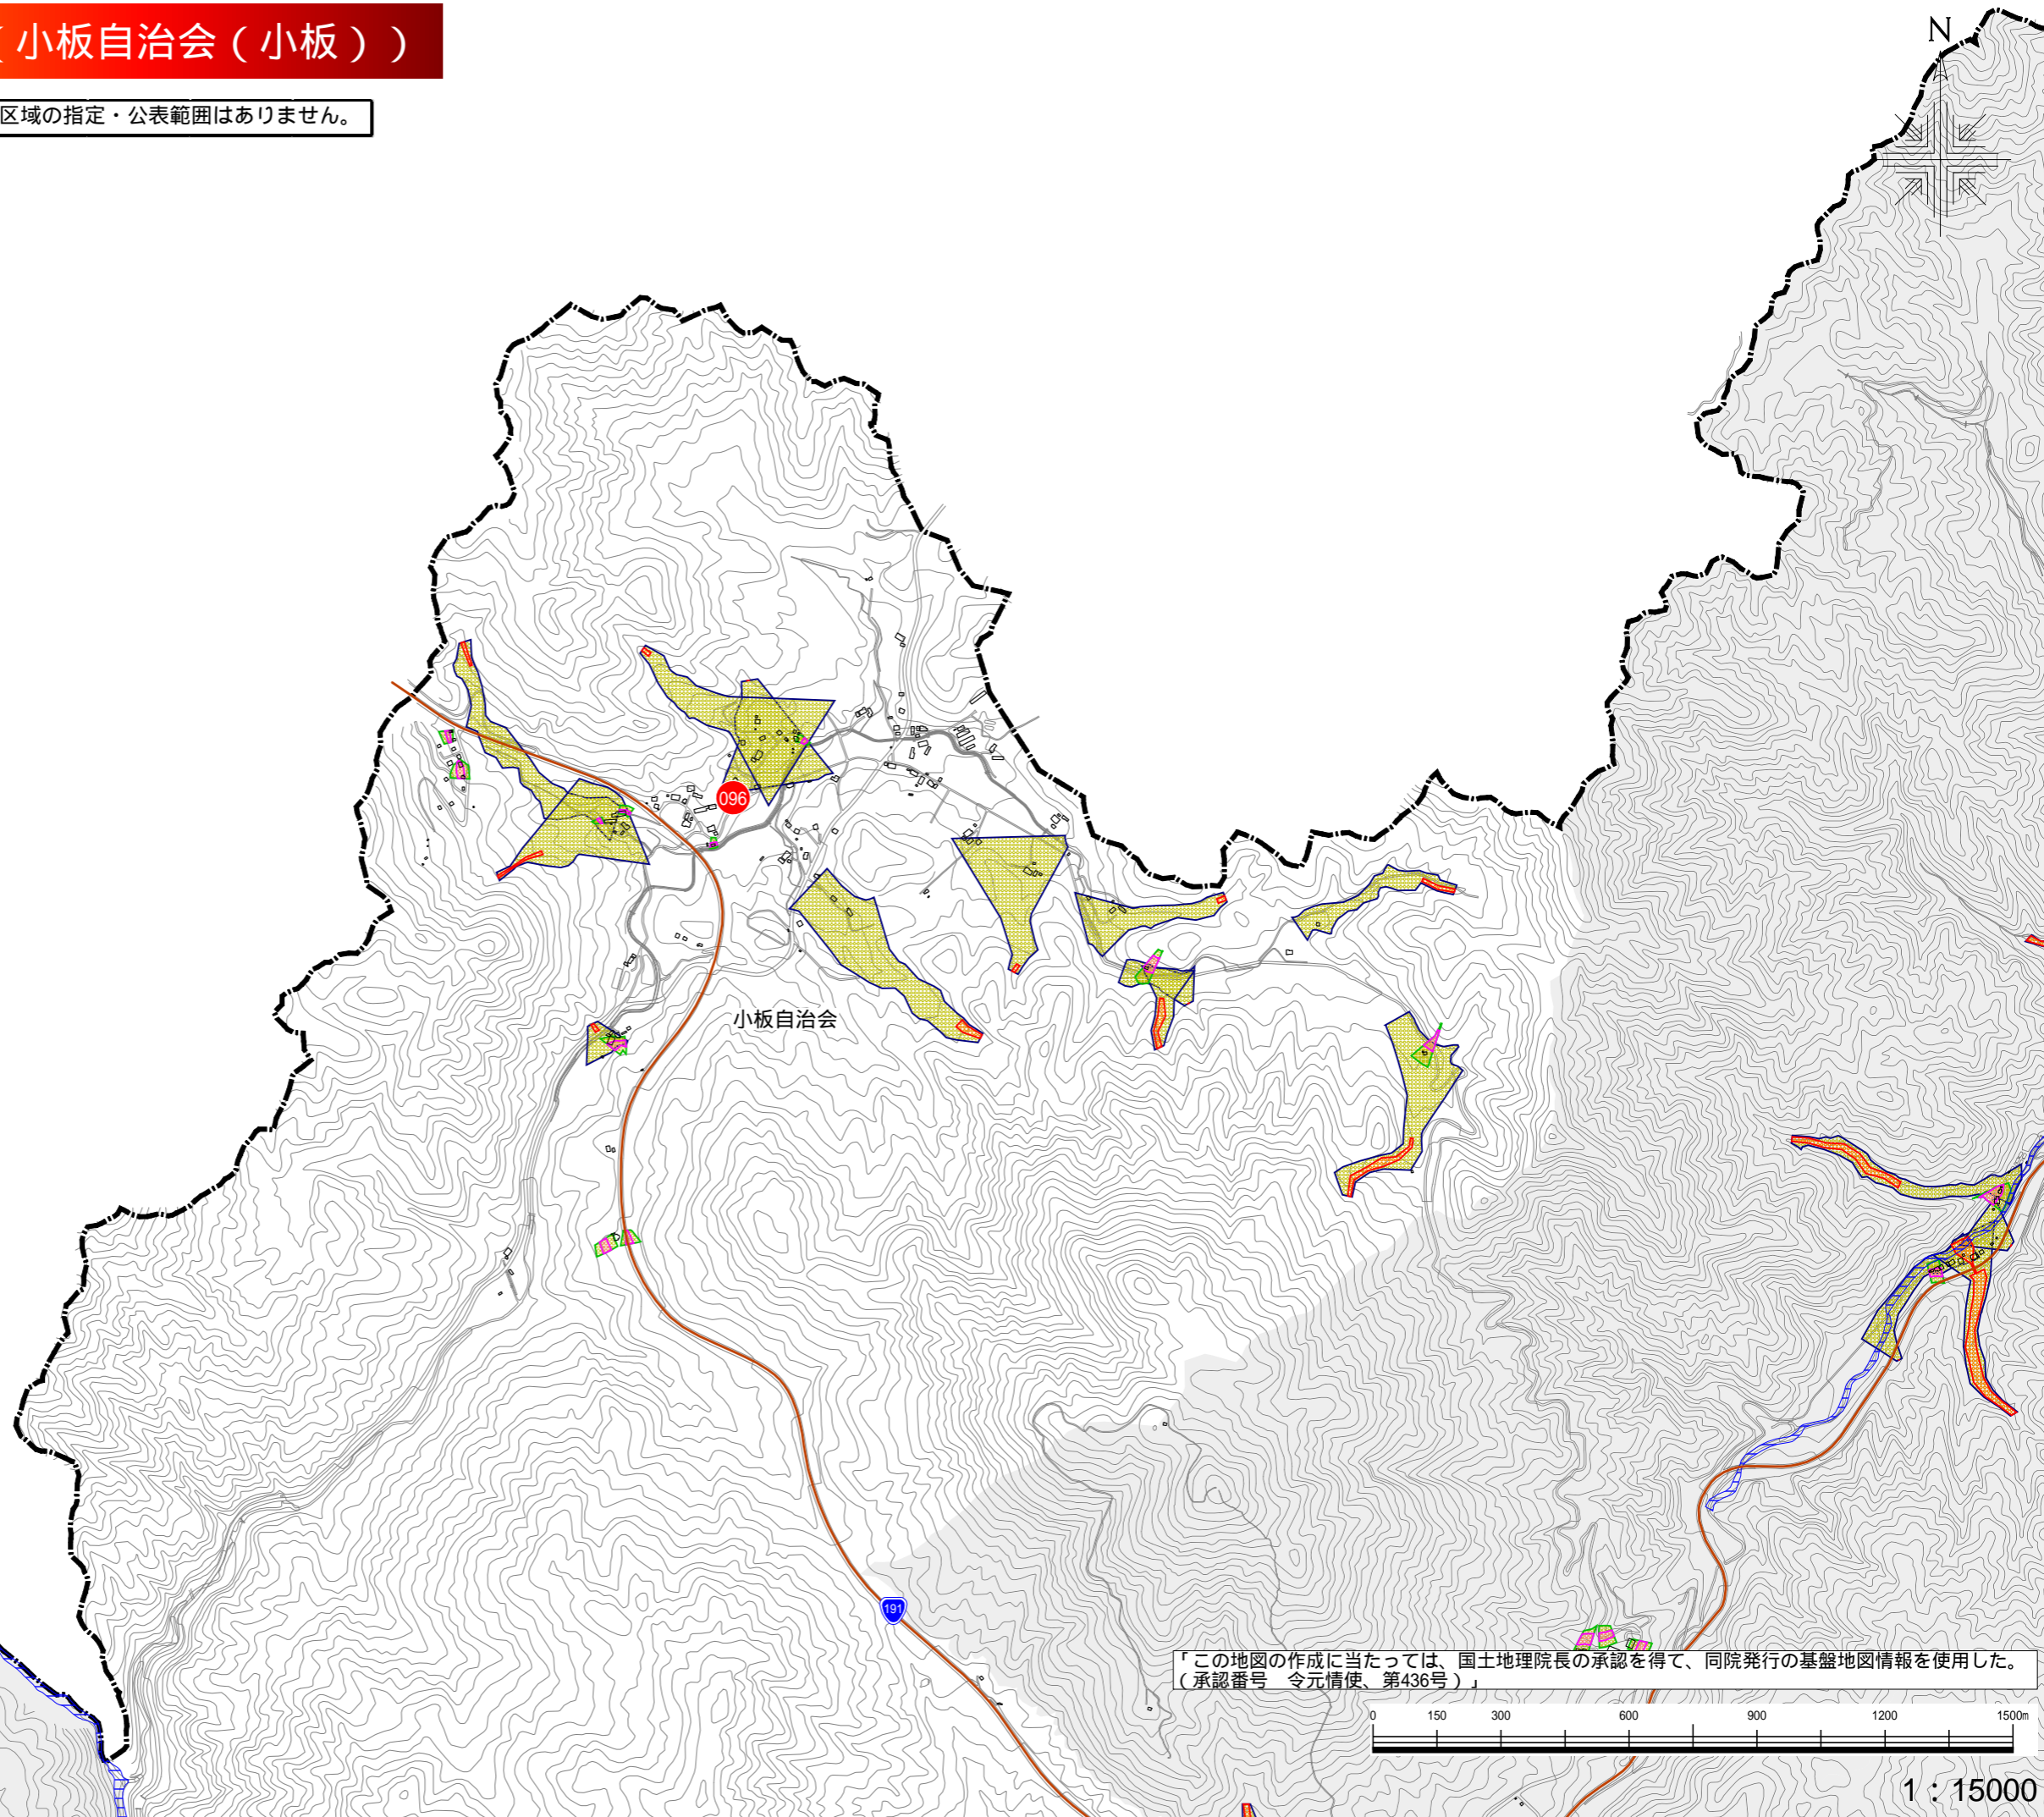 (小板自治会(小板))
区域の指定・公表範囲はありません。
N
096
小板自治会
191
「この地図の作成に当たっては、国土地理院長の承認を得て、同院発行の基盤地図情報を使用した。
(承認番号 令元情使、第436号)」
0 150 300 600 900 1200 1500m
1:15000